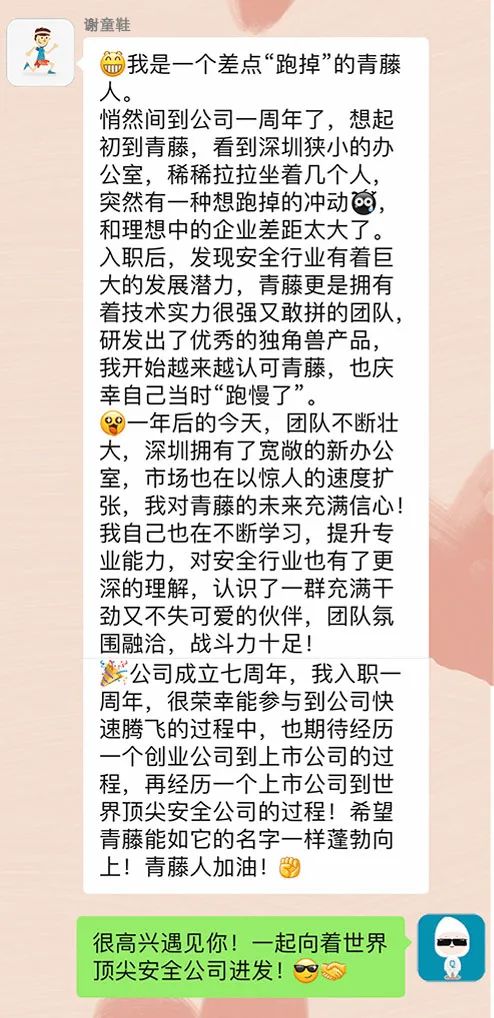 谢童鞋
😁我是一个差点“跑掉”的青藤
人。
悄然间到公司一周年了，想起
初到青藤，看到深圳狭小的办
公室，稀稀拉拉坐着几个人，
突然有一种想跑掉的冲动，
和理想中的企业差距太大了。
入职后，发现安全行业有着巨
大的发展潜力，青藤更是拥有
着技术实力很强又敢拼的团队，
研发出了优秀的独角兽产品，
我开始越来越认可青藤，也庆
幸自己当时“跑慢了”。
一年后的今天，团队不断壮
大，深圳拥有了宽敞的新办公
室，市场也在以惊人的速度扩
张，我对青藤的未来充满信心！
我自己也在不断学习，提升专
业能力，对安全行业也有了更
深的理解，认识了一群充满干
劲又不失可爱的伙伴，团队氛
围融洽，战斗力十足！
🎉公司成立七周年，我入职一
周年，很荣幸能参与到公司快
速腾飞的过程中，也期待经历
一个创业公司到上市公司的过
程，再经历一个上市公司到世
界顶尖安全公司的过程！希望
青藤能如它的名字一样蓬勃向
上！青藤人加油！✊
很高兴遇见你！一起向着世界
顶尖安全公司进发！😎🤝